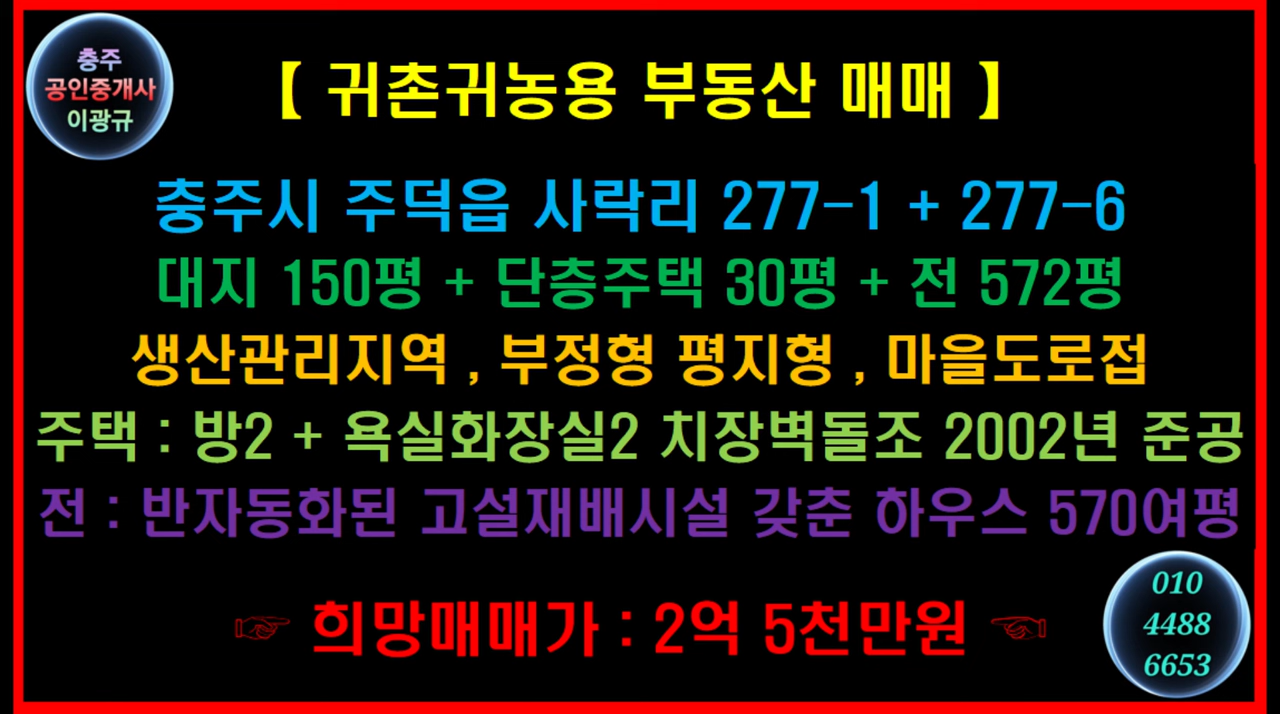 충주
공인중개사
이광규
【 귀촌귀농용 부동산 매매 】
충주시 주덕읍 사락리 277-1 + 277-6
대지 150평 + 단층주택 30평 + 전 572평
생산관리지역 , 부정형 평지형 , 마을도로접
주택 : 방2 + 욕실화장실2 치장벽돌조 2002년 준공
전 : 반자동화된 고설재배시설 갖춘 하우스 570여평
☞ 희망매매가 : 2억 5천만원 ☜
010
4488
6653